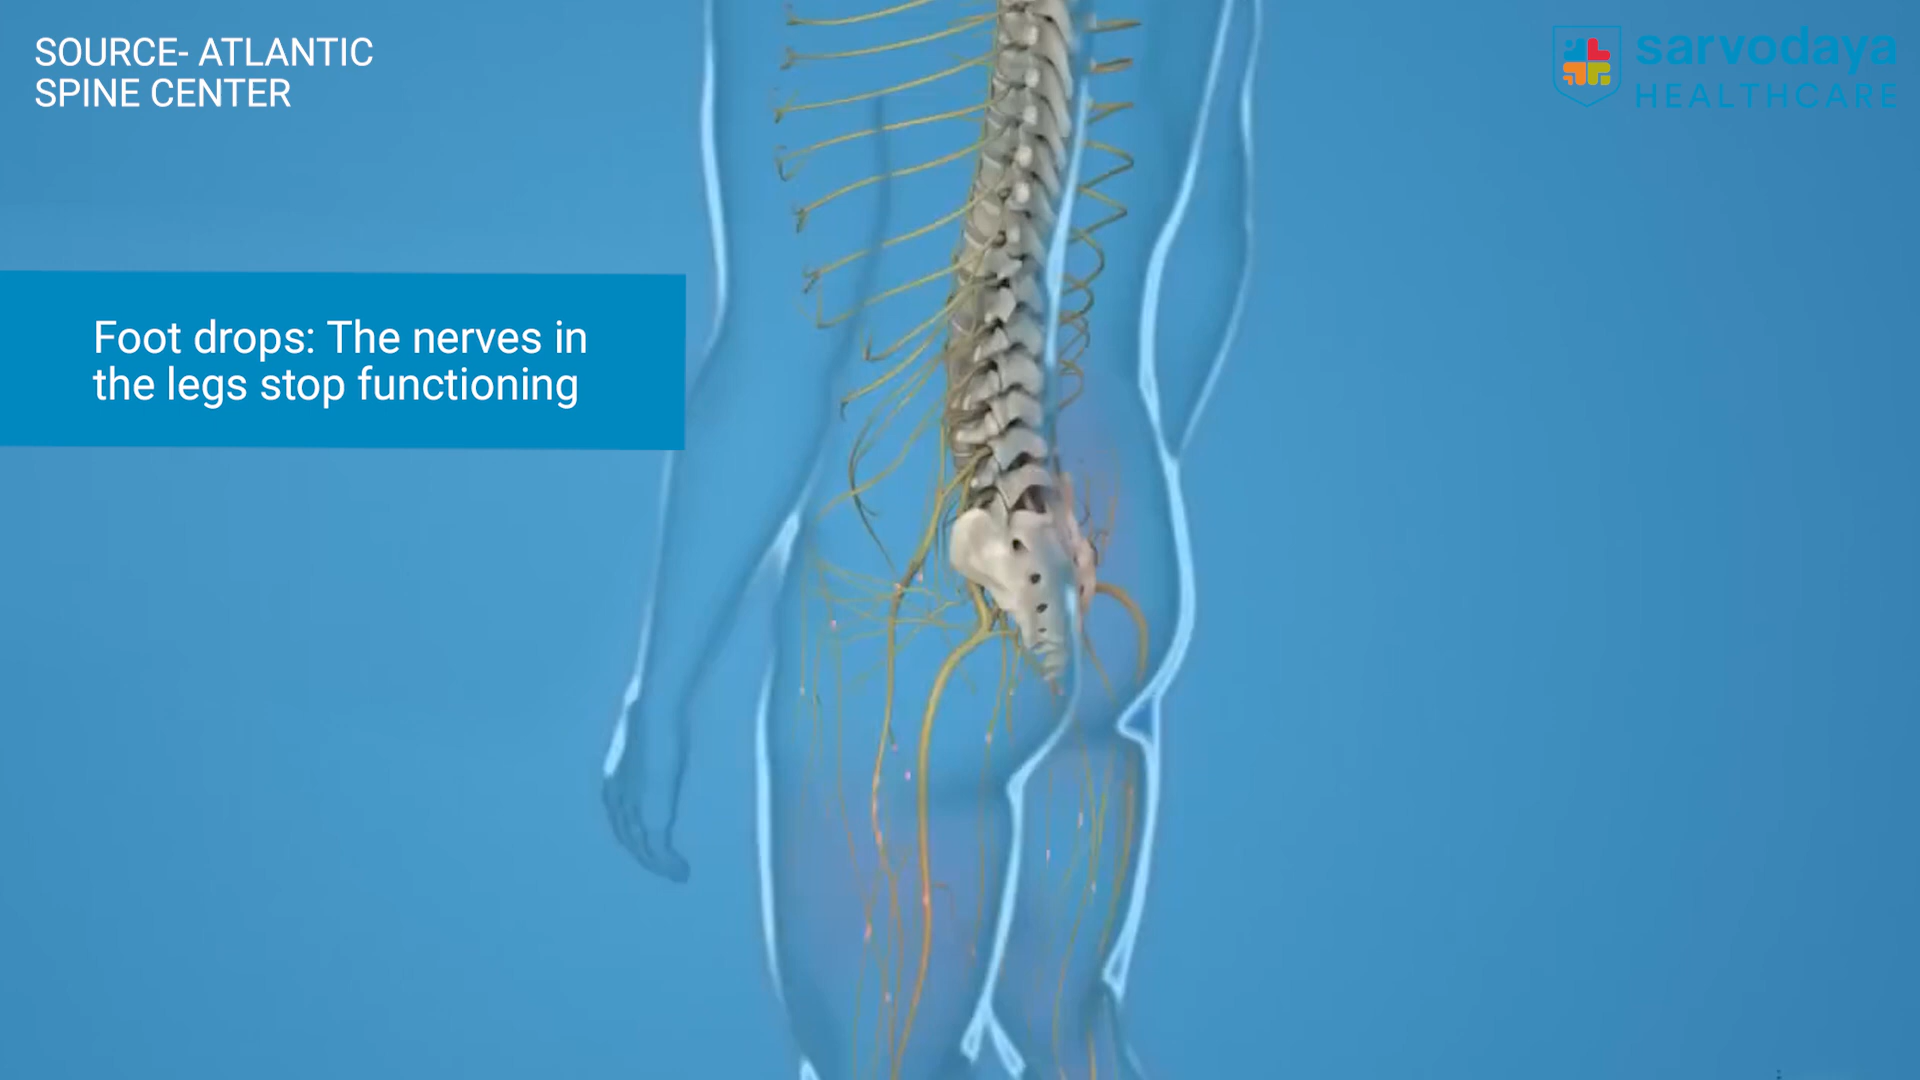 SOURCE- ATLANTIC
SPINE CENTER
sarvodaya
HEALTHCARE
Foot drops: The nerves in
the legs stop functioning